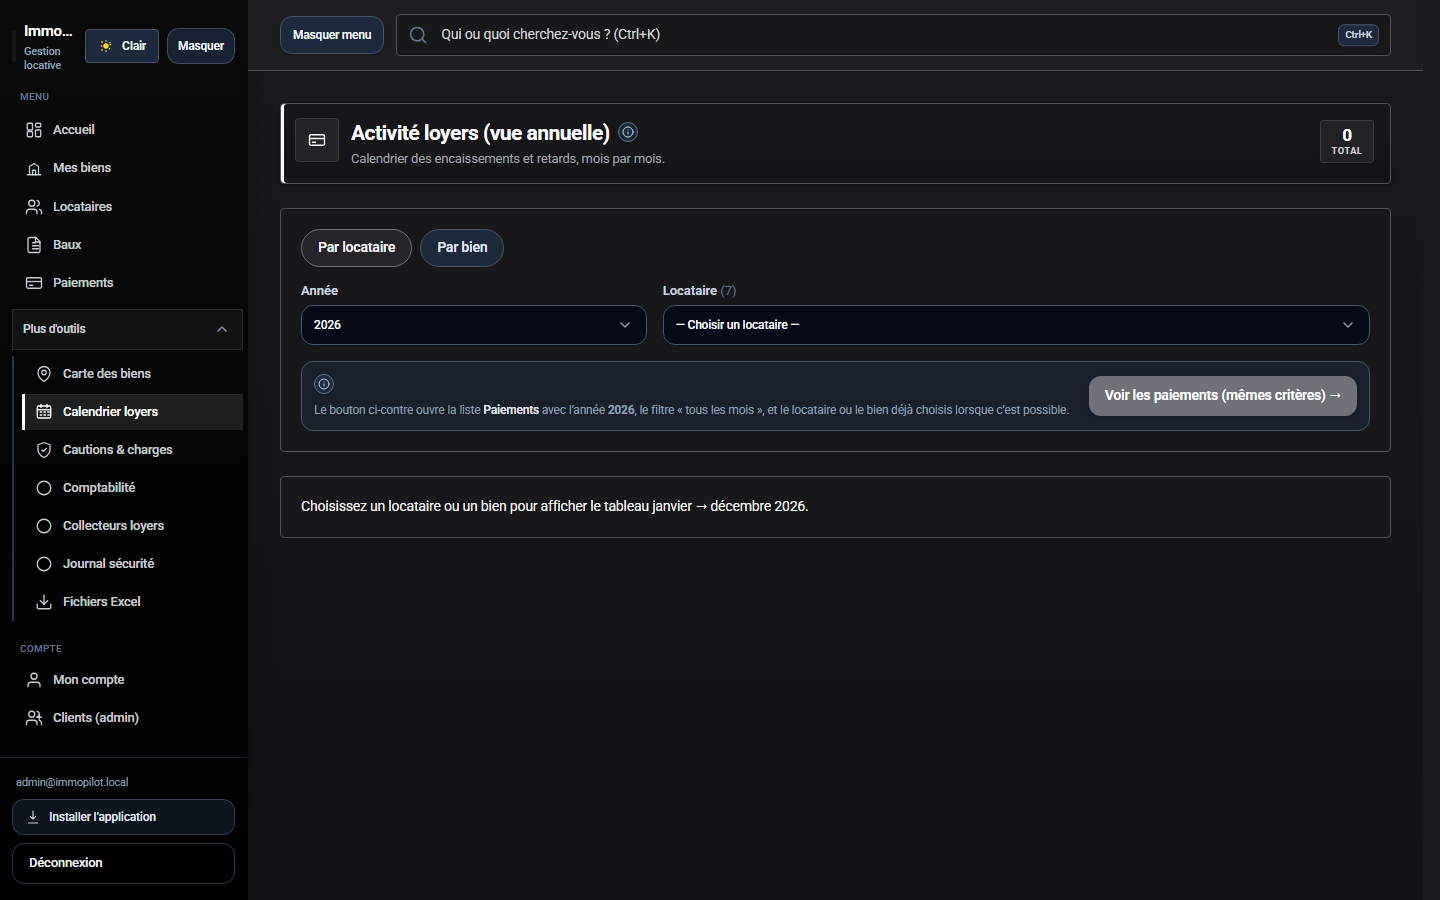 Immo...
Gestion
locative
Clair
Masquer
MENU
Accueil
Mes biens
Locataires
Baux
Paiements
Plus d'outils
Carte des biens
Calendrier loyers
Cautions & charges
Comptabilité
Collecteurs loyers
Journal sécurité
Fichiers Excel
COMPTE
Mon compte
Clients (admin)
admin@immopilot.local
Installer l'application
Déconnexion
Masquer menu
Qui ou quoi cherchez-vous ? (Ctrl+K)
Ctrl+K
Activité loyers (vue annuelle)
Calendrier des encaissements et retards, mois par mois.
0
TOTAL
Par locataire
Par bien
Année
Locataire (7)
2026
— Choisir un locataire —
Le bouton ci-contre ouvre la liste Paiements avec l'année 2026, le filtre « tous les mois », et le locataire ou le bien déjà choisis lorsque c'est possible.
Voir les paiements (mêmes critères) →
Choisissez un locataire ou un bien pour afficher le tableau janvier → décembre 2026.